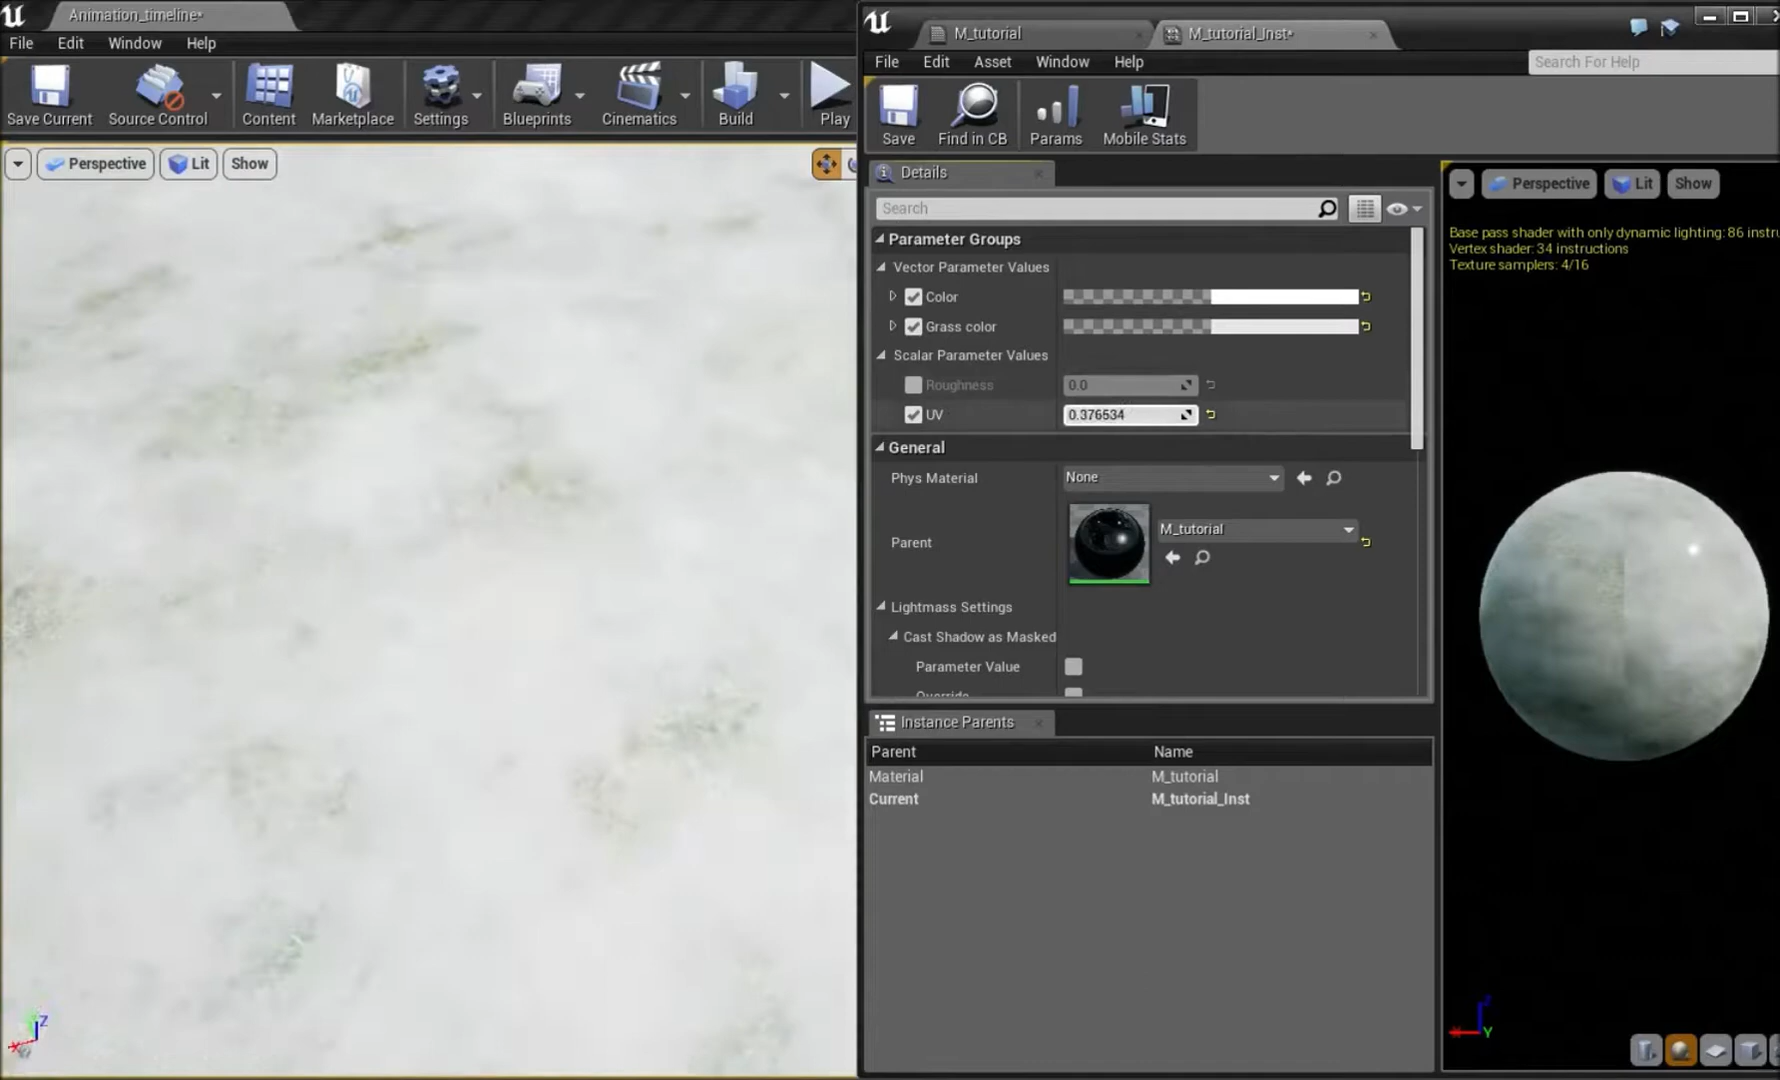 Animation_timeline*
File Edit Window Help
Save Current Source Control Content Marketplace Settings Blueprints Cinematics Build Play
Perspective Lit Show
Z
M_tutorial M_tutorial_Inst*
File Edit Asset Window Help Search For Help
Save Find in CB Params Mobile Stats
Details
Search
Parameter Groups
Vector Parameter Values
Color
Grass color
Scalar Parameter Values
Roughness 0.0
UV 0.376534
General
Phys Material None
Parent M_tutorial
Lightmass Settings
Cast Shadow as Masked
Parameter Value
Override
Instance Parents
Parent Name
Material M_tutorial
Current M_tutorial_Inst
Perspective Lit Show
Base pass shader with only dynamic lighting: 86 instru
Vertex shader: 34 instructions
Texture samplers: 4/16
Y